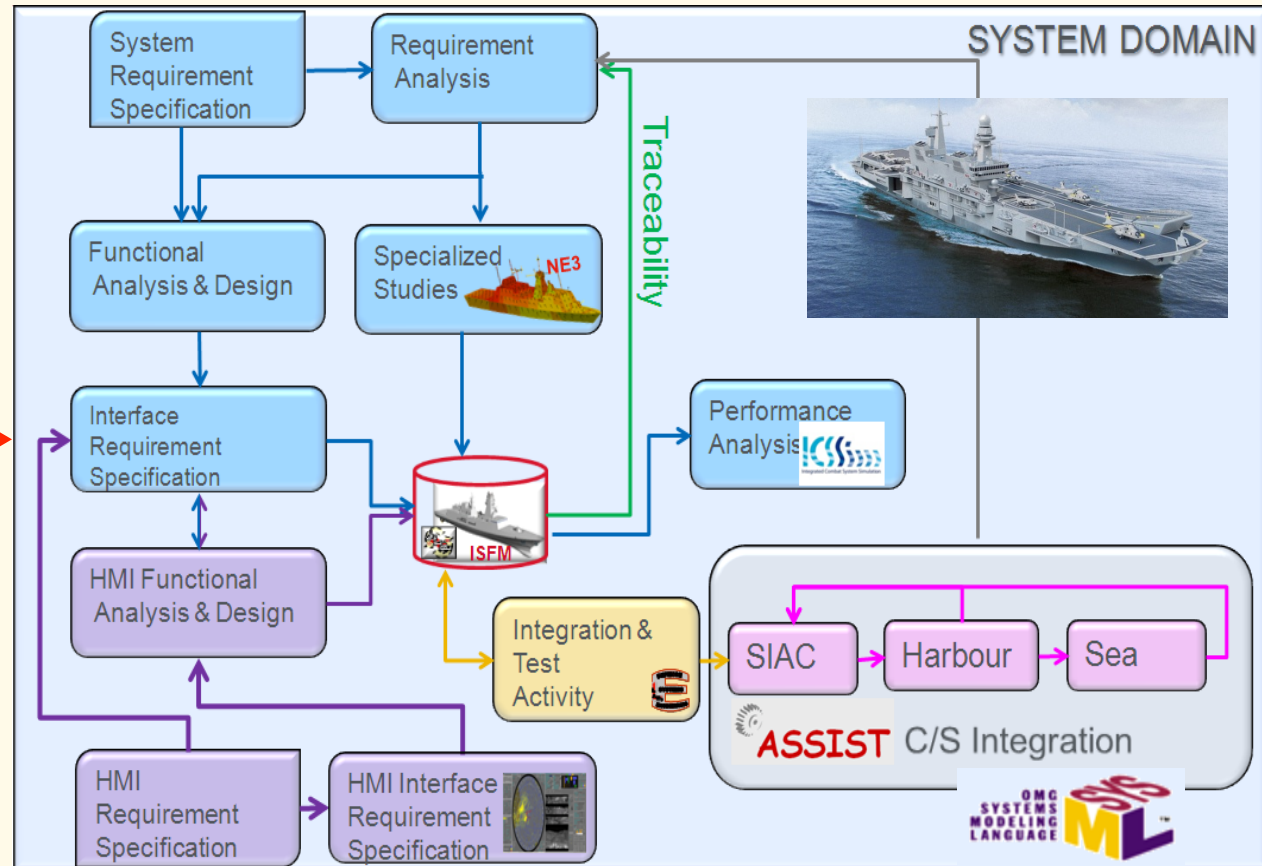 SYSTEM DOMAIN
System
Requirement
Specification
Requirement
Analysis
Traceability
Functional
Analysis & Design
Specialized
Studies
NE3
Interface
Requirement
Specification
Performance
Analysis
ICSSim
Integrated Combat System Simulation
ISFM
HMI Functional
Analysis & Design
Integration &
Test
Activity
SIAC
Harbour
Sea
ASSIST
C/S Integration
HMI
Requirement
Specification
HMI Interface
Requirement
Specification
OMG
SYSTEMS
MODELING
LANGUAGE
SYS
ML
™